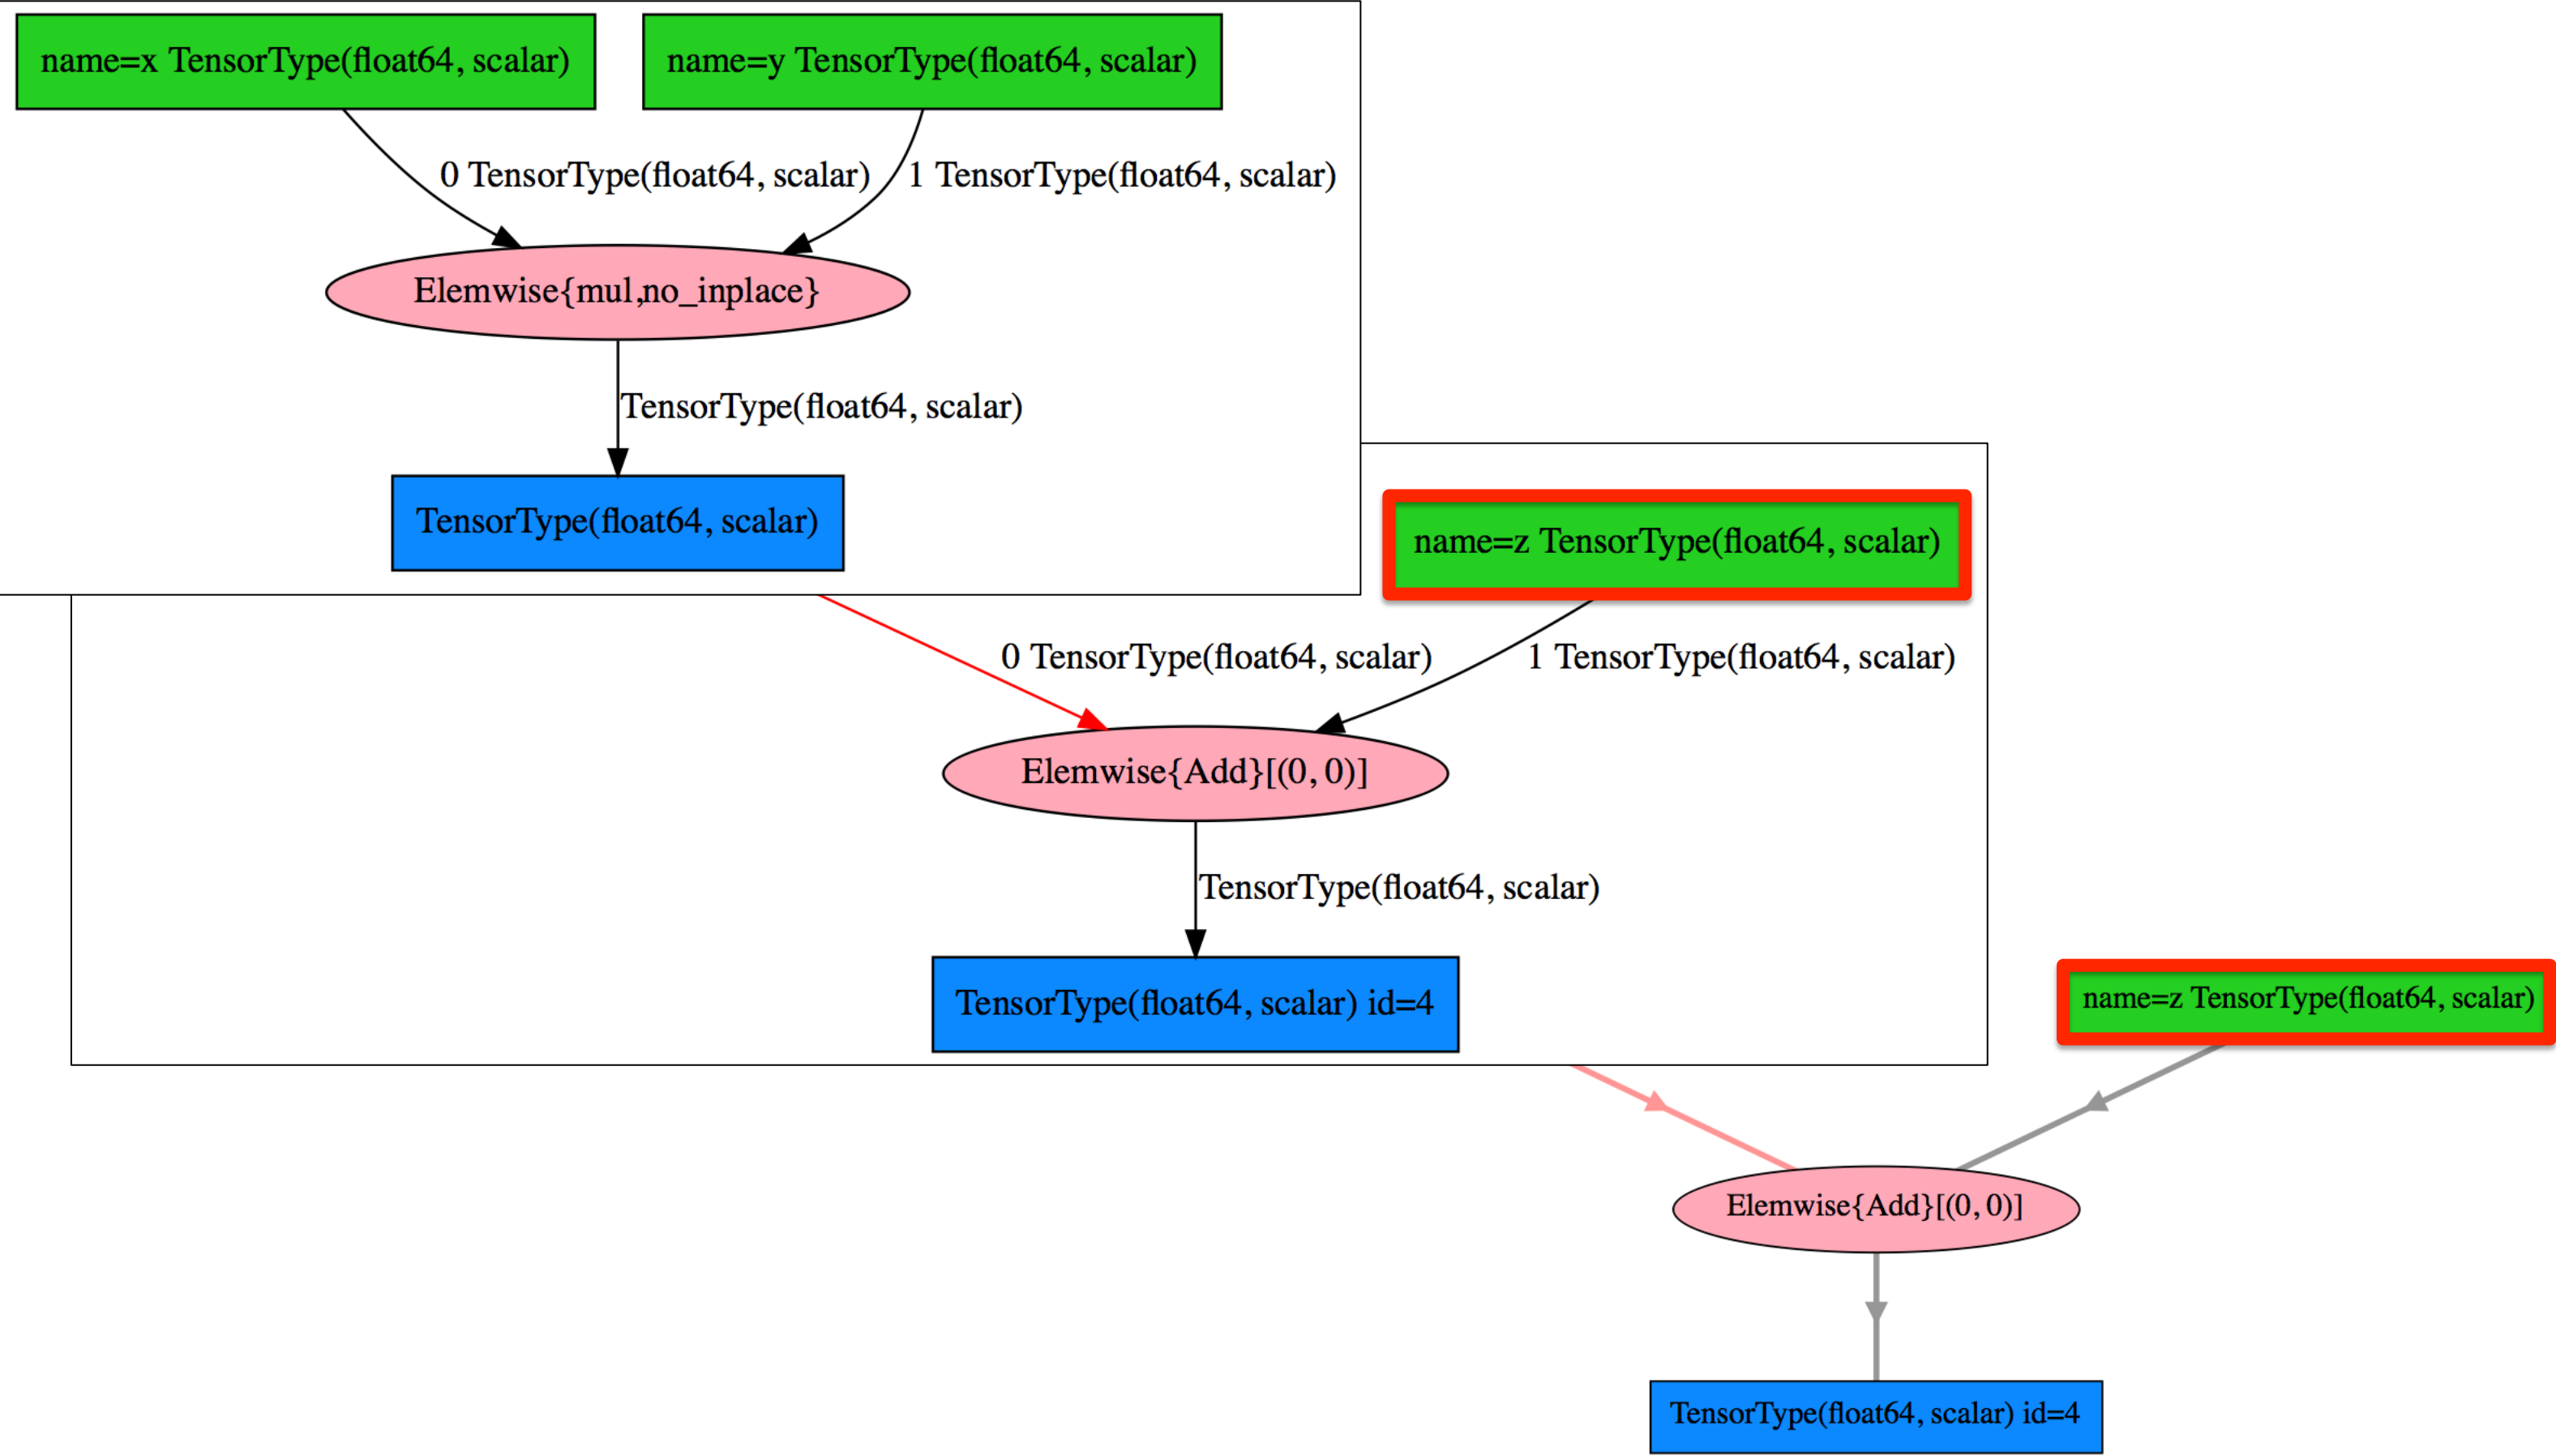 name=x TensorType(float64, scalar)
name=y TensorType(float64, scalar)
0 TensorType(float64, scalar)
1 TensorType(float64, scalar)
Elemwise{mul,no_inplace}
TensorType(float64, scalar)
TensorType(float64, scalar)
name=z TensorType(float64, scalar)
0 TensorType(float64, scalar)
1 TensorType(float64, scalar)
Elemwise{Add}[(0, 0)]
TensorType(float64, scalar)
TensorType(float64, scalar) id=4
name=z TensorType(float64, scalar)
Elemwise{Add}[(0, 0)]
TensorType(float64, scalar) id=4